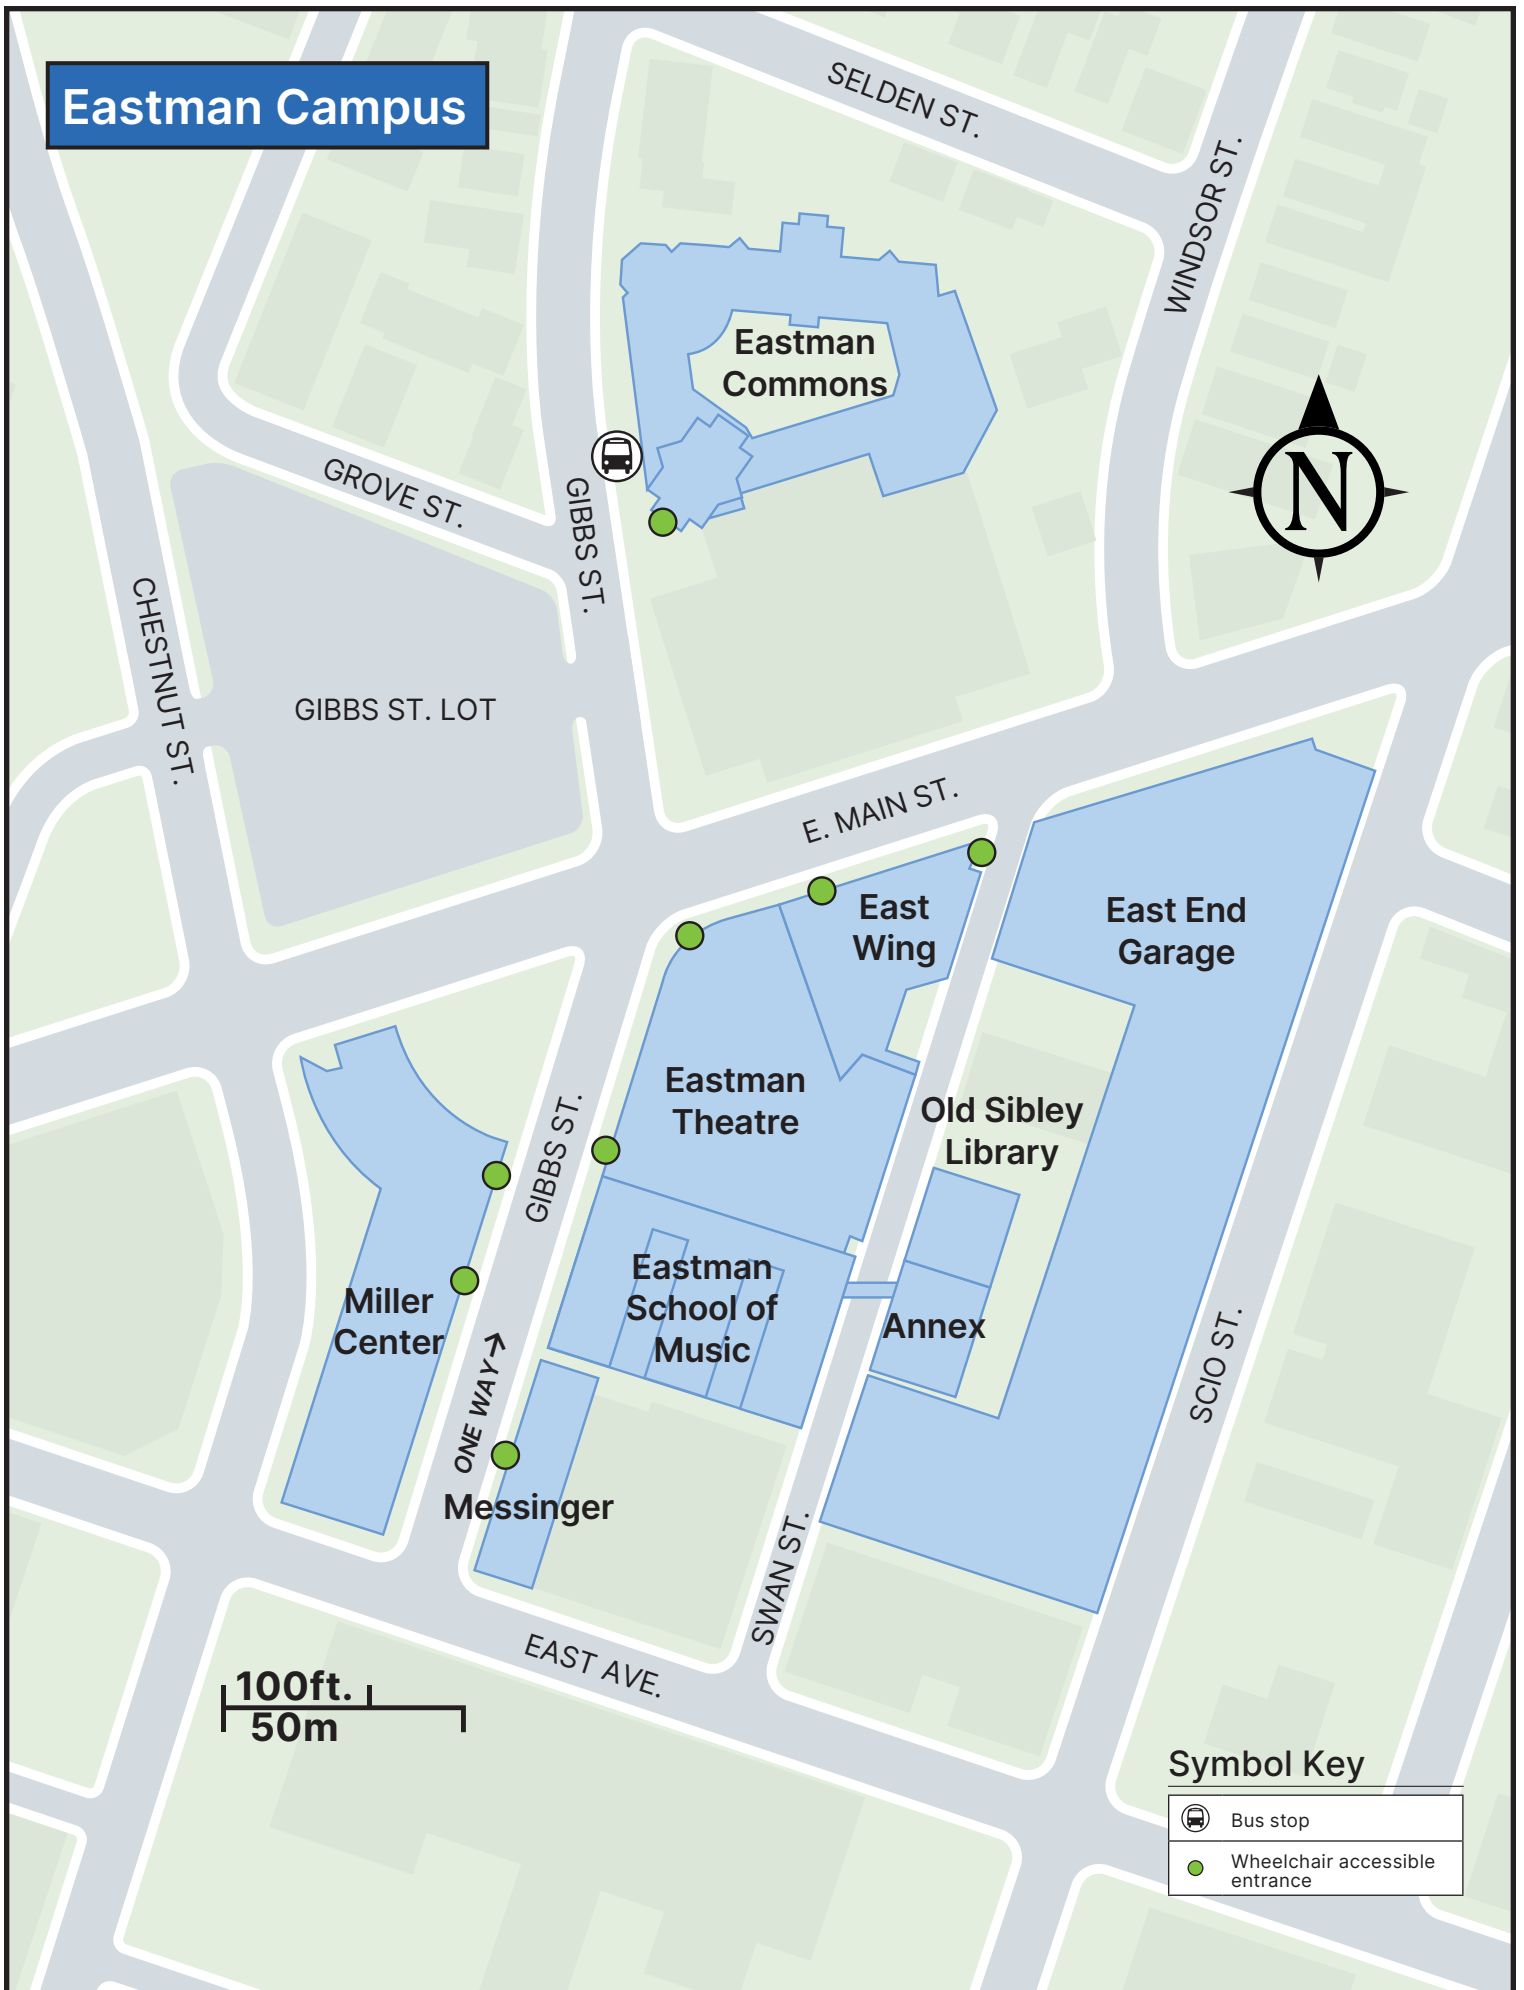 Eastman Campus
SELDEN ST.
WINDSOR ST.
Eastman
Commons
GROVE ST.
GIBBS ST.
N
CHESTNUT ST.
GIBBS ST. LOT
E. MAIN ST.
East
Wing
East End
Garage
Eastman
Theatre
Old Sibley
Library
GIBBS ST.
Eastman
School of
Music
Miller
Center
Annex
ONE WAY
SCIO ST.
Messinger
SWAN ST.
EAST AVE.
100ft.
50m
Symbol Key
Bus stop
Wheelchair accessible
entrance